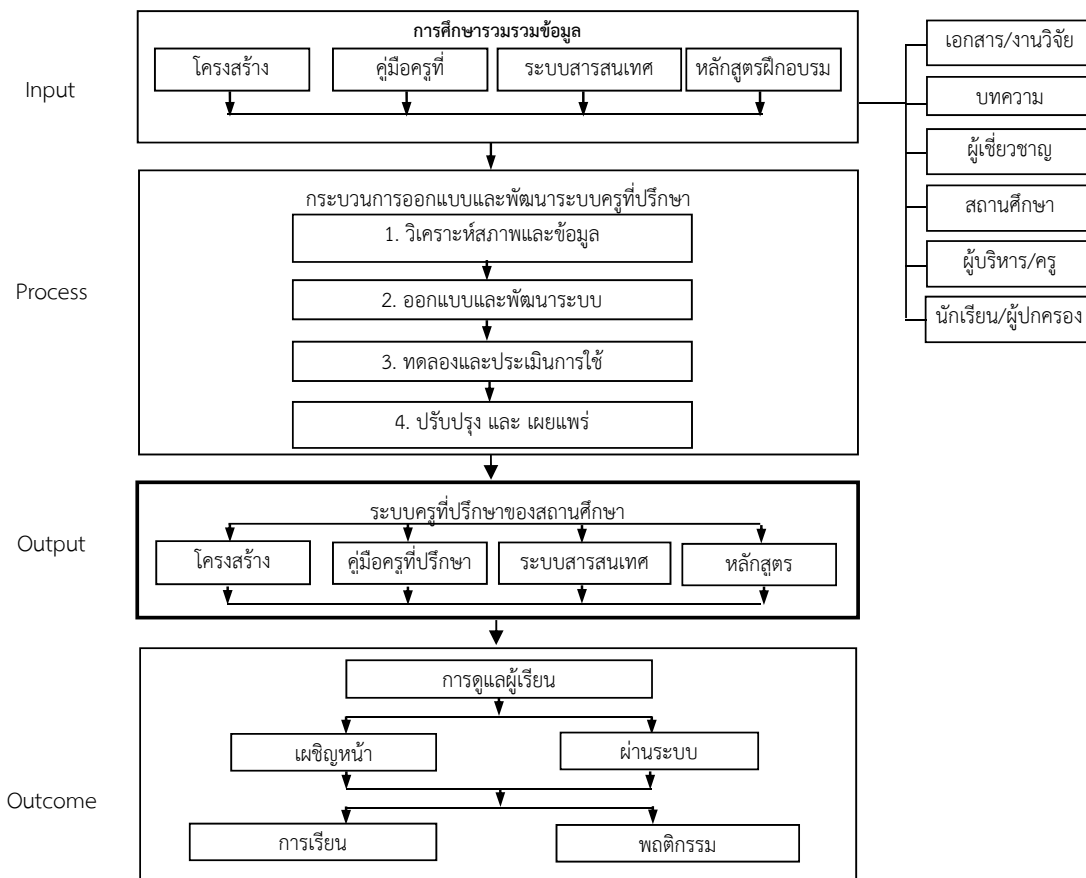 การศึกษารวมรวมข้อมูล
Input
โครงสร้าง
คู่มือครูที่
ระบบสารสนเทศ
หลักสูตรฝึกอบรม
เอกสาร/งานวิจัย
บทความ
ผู้เชี่ยวชาญ
สถานศึกษา
ผู้บริหาร/ครู
นักเรียน/ผู้ปกครอง
Process
กระบวนการออกแบบและพัฒนาระบบครูที่ปรึกษา
1. วิเคราะห์สภาพและข้อมูล
2. ออกแบบและพัฒนาระบบ
3. ทดลองและประเมินการใช้
4. ปรับปรุง และ เผยแพร่
Output
ระบบครูที่ปรึกษาของสถานศึกษา
โครงสร้าง
คู่มือครูที่ปรึกษา
ระบบสารสนเทศ
หลักสูตร
Outcome
การดูแลผู้เรียน
เผชิญหน้า
ผ่านระบบ
การเรียน
พฤติกรรม